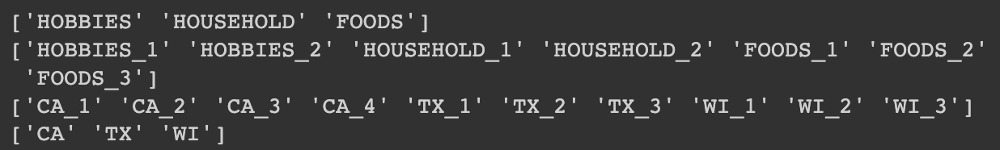 ['HOBBIES' 'HOUSEHOLD' 'FOODS']
['HOBBIES_1' 'HOBBIES_2' 'HOUSEHOLD_1' 'HOUSEHOLD_2' 'FOODS_1' 'FOODS_2'
 'FOODS_3']
['CA_1' 'CA_2' 'CA_3' 'CA_4' 'TX_1' 'TX_2' 'TX_3' 'WI_1' 'WI_2' 'WI_3']
['CA' 'TX' 'WI']